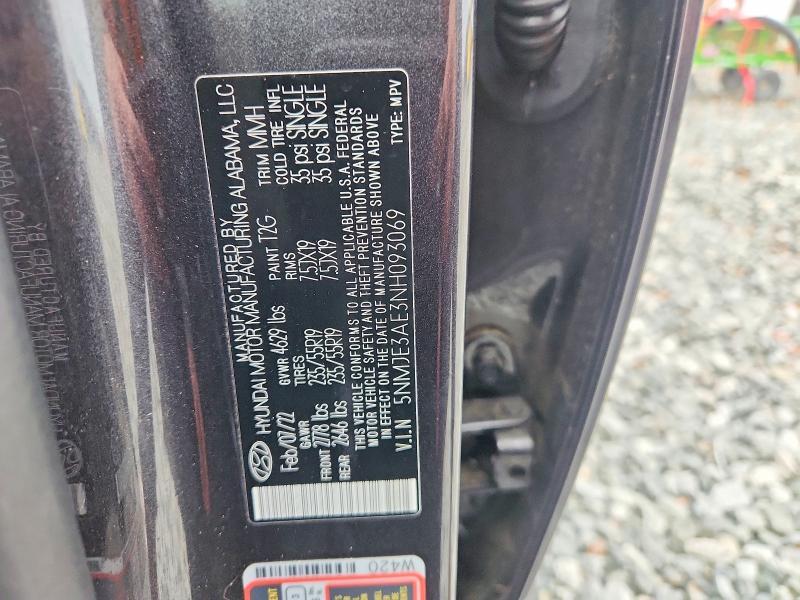 MANUFACTURED BY
HYUNDAI MOTOR MANUFACTURING ALABAMA, LLC
Feb/07/22 GVWR 4629 lbs PAINT T2G TRIM MMH
GAWR TIRES RIMS COLD TIRE INFL
FRONT 2778 lbs 235/55R19 7.5JX19 35 psi SINGLE
REAR 2646 lbs 235/55R19 7.5JX19 35 psi SINGLE
THIS VEHICLE CONFORMS TO ALL APPLICABLE U.S.A. FEDERAL
MOTOR VEHICLE SAFETY AND THEFT PREVENTION STANDARDS
IN EFFECT ON THE DATE OF MANUFACTURE SHOWN ABOVE
V.I.N 5NMJE3AE3NH093069 TYPE: MPV
W420